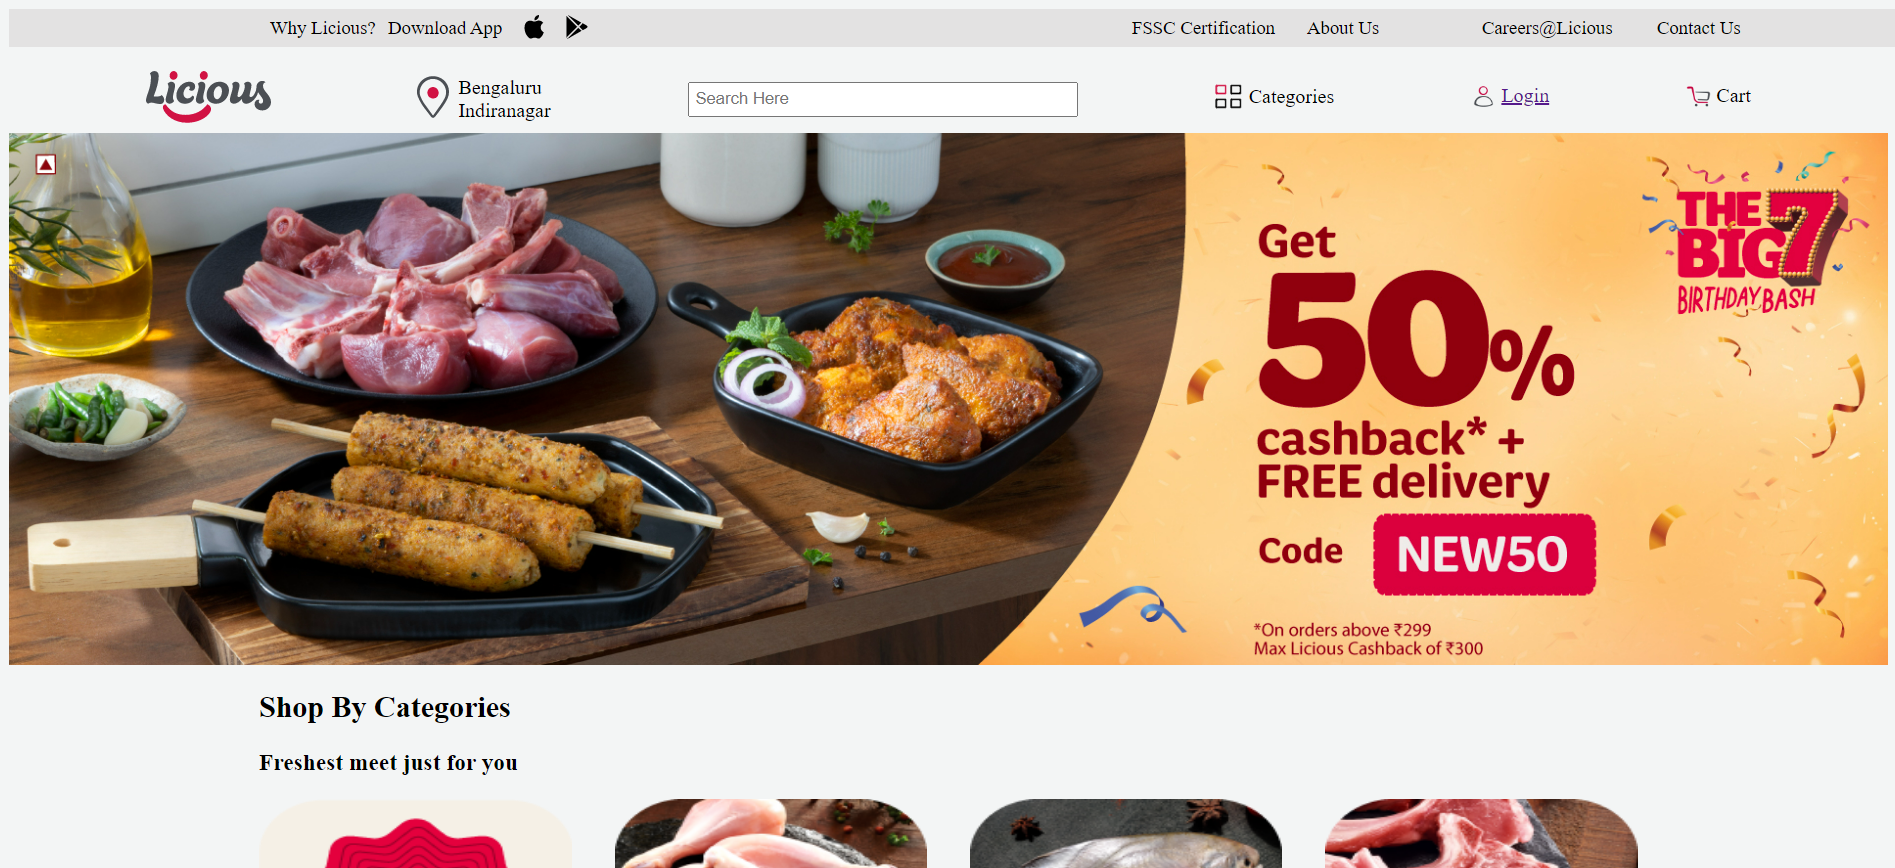 Why Licious? Download App FSSC Certification About Us Careers@Licious Contact Us
Licious
Bengaluru
Indiranagar
Search Here
Categories
Login
Cart
THE
BIG 7
BIRTHDAY BASH
Get
50%
cashback* +
FREE delivery
Code NEW50
*On orders above ₹299
Max Licious Cashback of ₹300
Shop By Categories
Freshest meet just for you